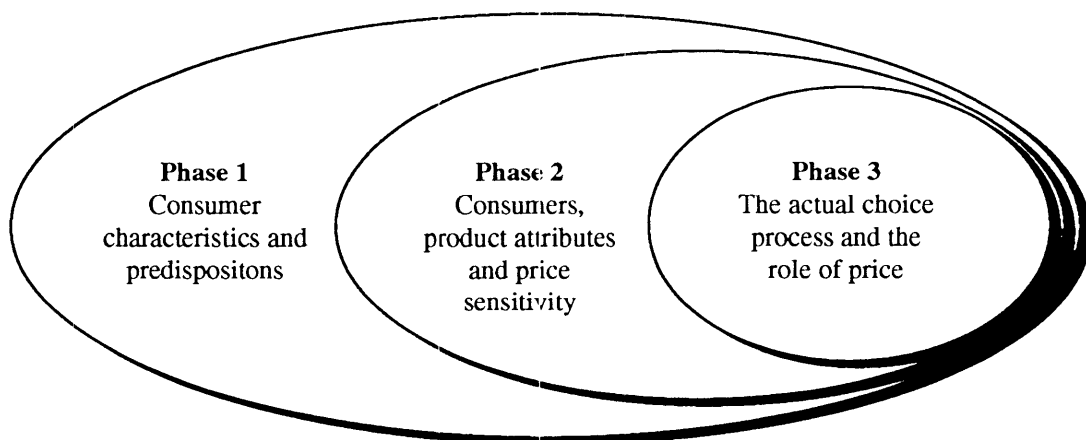 Phase 1
Consumer
characteristics and
predispositons
Phase 2
Consumers,
product attributes
and price
sensitivity
Phase 3
The actual choice
process and the
role of price